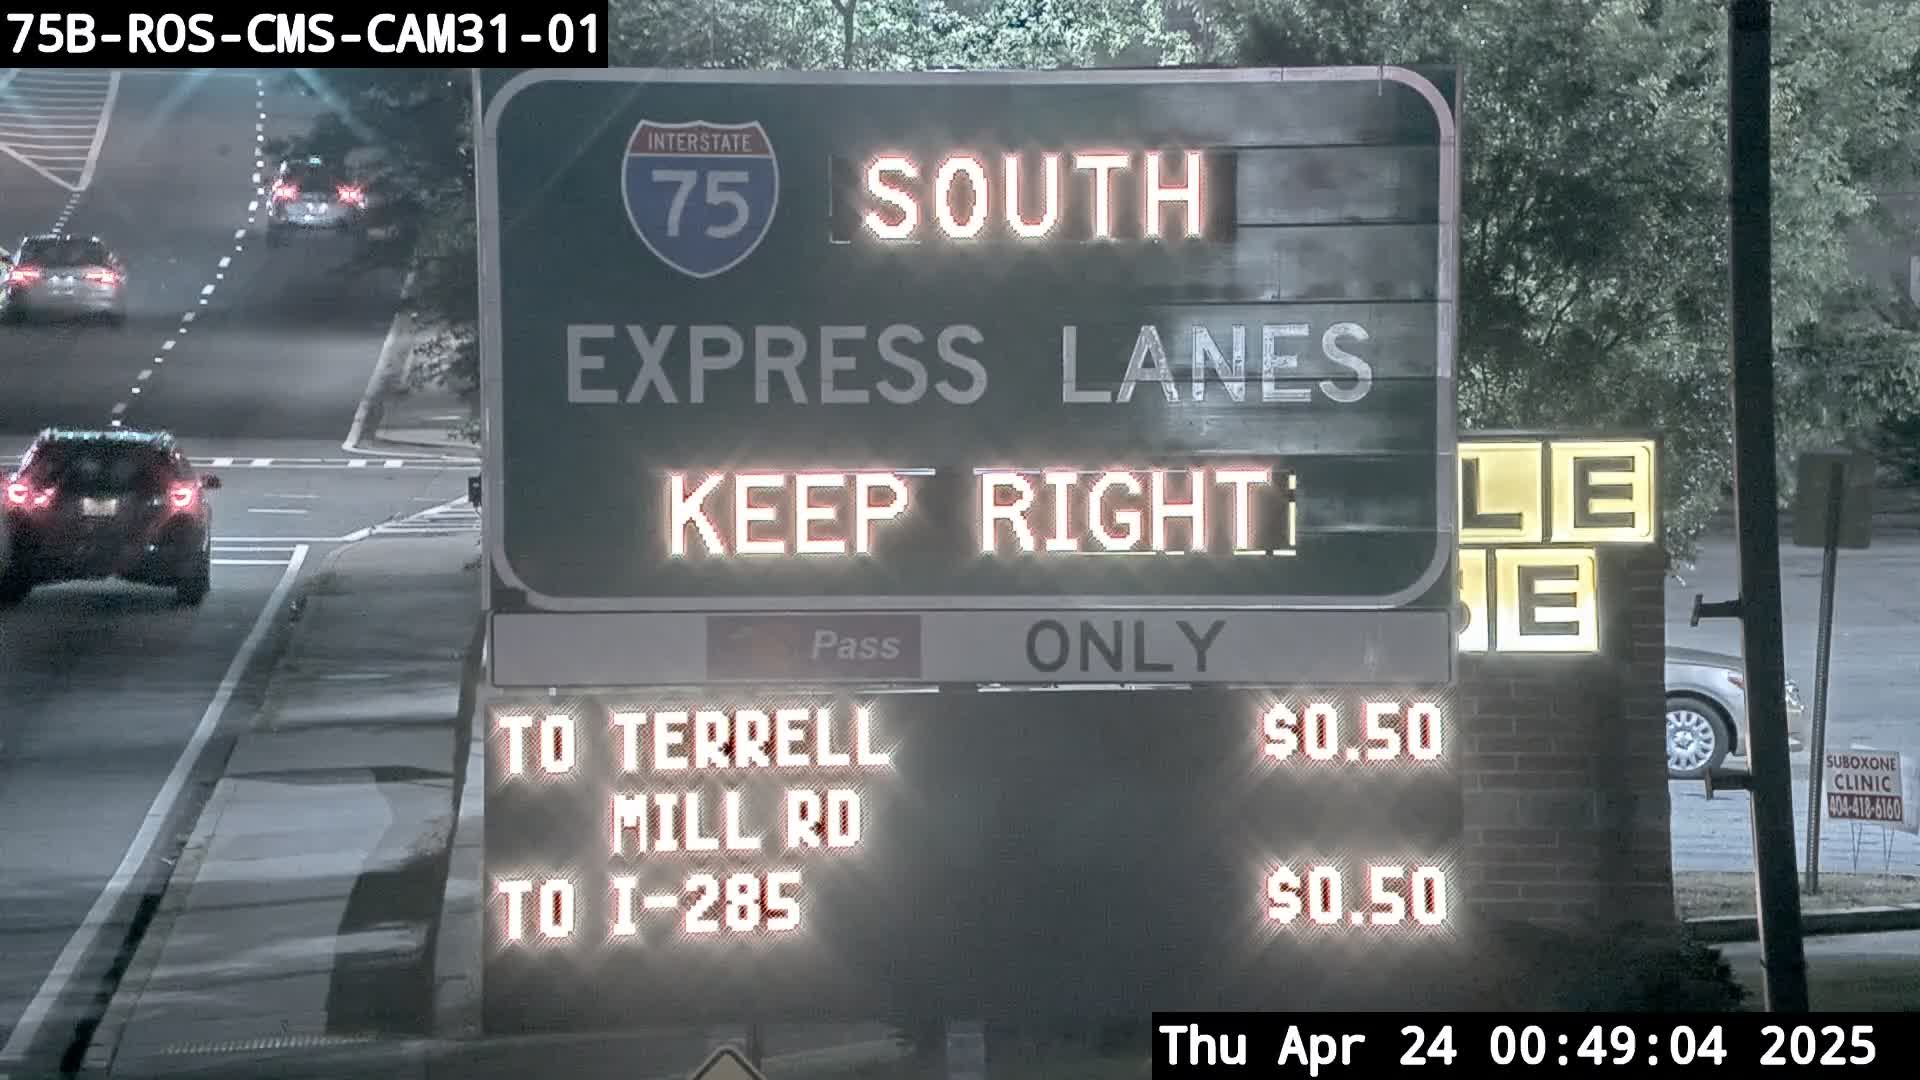 75B-ROS-CMS-CAM31-01
INTERSTATE
75
SOUTH
EXPRESS LANES
KEEP RIGHT
Pass ONLY
TO TERRELL $0.50
MILL RD
TO I-285 $0.50
LE
E
SUBOXONE
CLINIC
404-418-6160
Thu Apr 24 00:49:04 2025